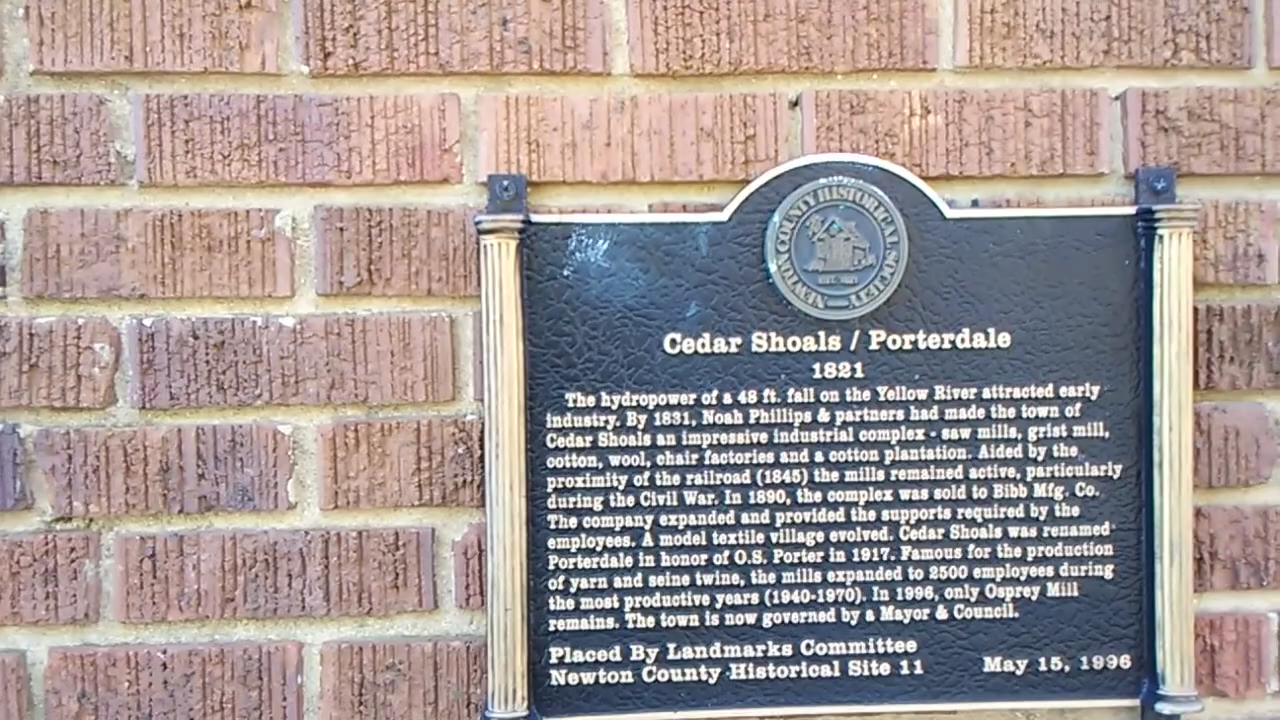 NEWTON COUNTY HISTORICAL SOCIETY
Cedar Shoals / Porterdale
1821
The hydropower of a 48 ft. fall on the Yellow River attracted early
industry. By 1831, Noah Phillips & partners had made the town of
Cedar Shoals an impressive industrial complex - saw mills, grist mill,
cotton, wool, chair factories and a cotton plantation. Aided by the
proximity of the railroad (1845) the mills remained active, particularly
during the Civil War. In 1890, the complex was sold to Bibb Mfg. Co.
The company expanded and provided the supports required by the
employees. A model textile village evolved. Cedar Shoals was renamed
Porterdale in honor of O.S. Porter in 1917. Famous for the production
of yarn and seine twine, the mills expanded to 2500 employees during
the most productive years (1940-1970). In 1996, only Osprey Mill
remains. The town is now governed by a Mayor & Council.
Placed By Landmarks Committee
Newton County Historical Site 11 May 15, 1996